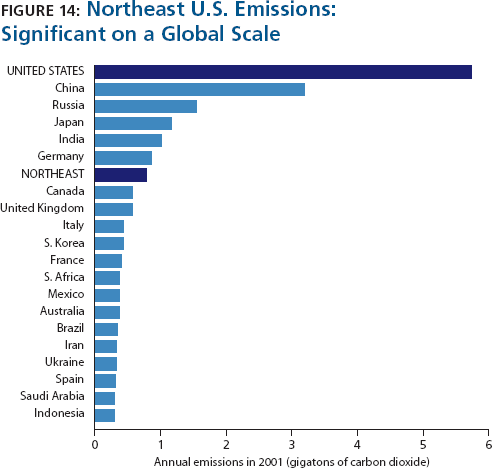 FIGURE 14: Northeast U.S. Emissions:
Significant on a Global Scale
UNITED STATES
China
Russia
Japan
India
Germany
NORTHEAST
Canada
United Kingdom
Italy
S. Korea
France
S. Africa
Mexico
Australia
Brazil
Iran
Ukraine
Spain
Saudi Arabia
Indonesia
0 1 2 3 4 5 6
Annual emissions in 2001 (gigatons of carbon dioxide)